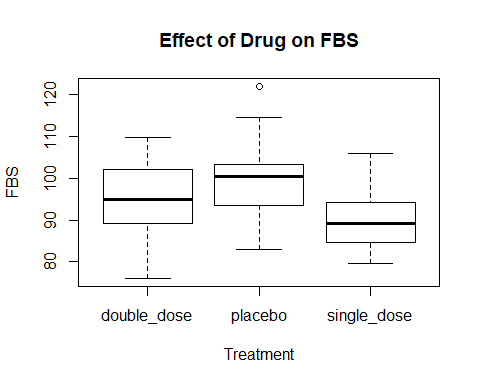 Effect of Drug on FBS
FBS
120
110
100
90
80
double_dose placebo single_dose
Treatment